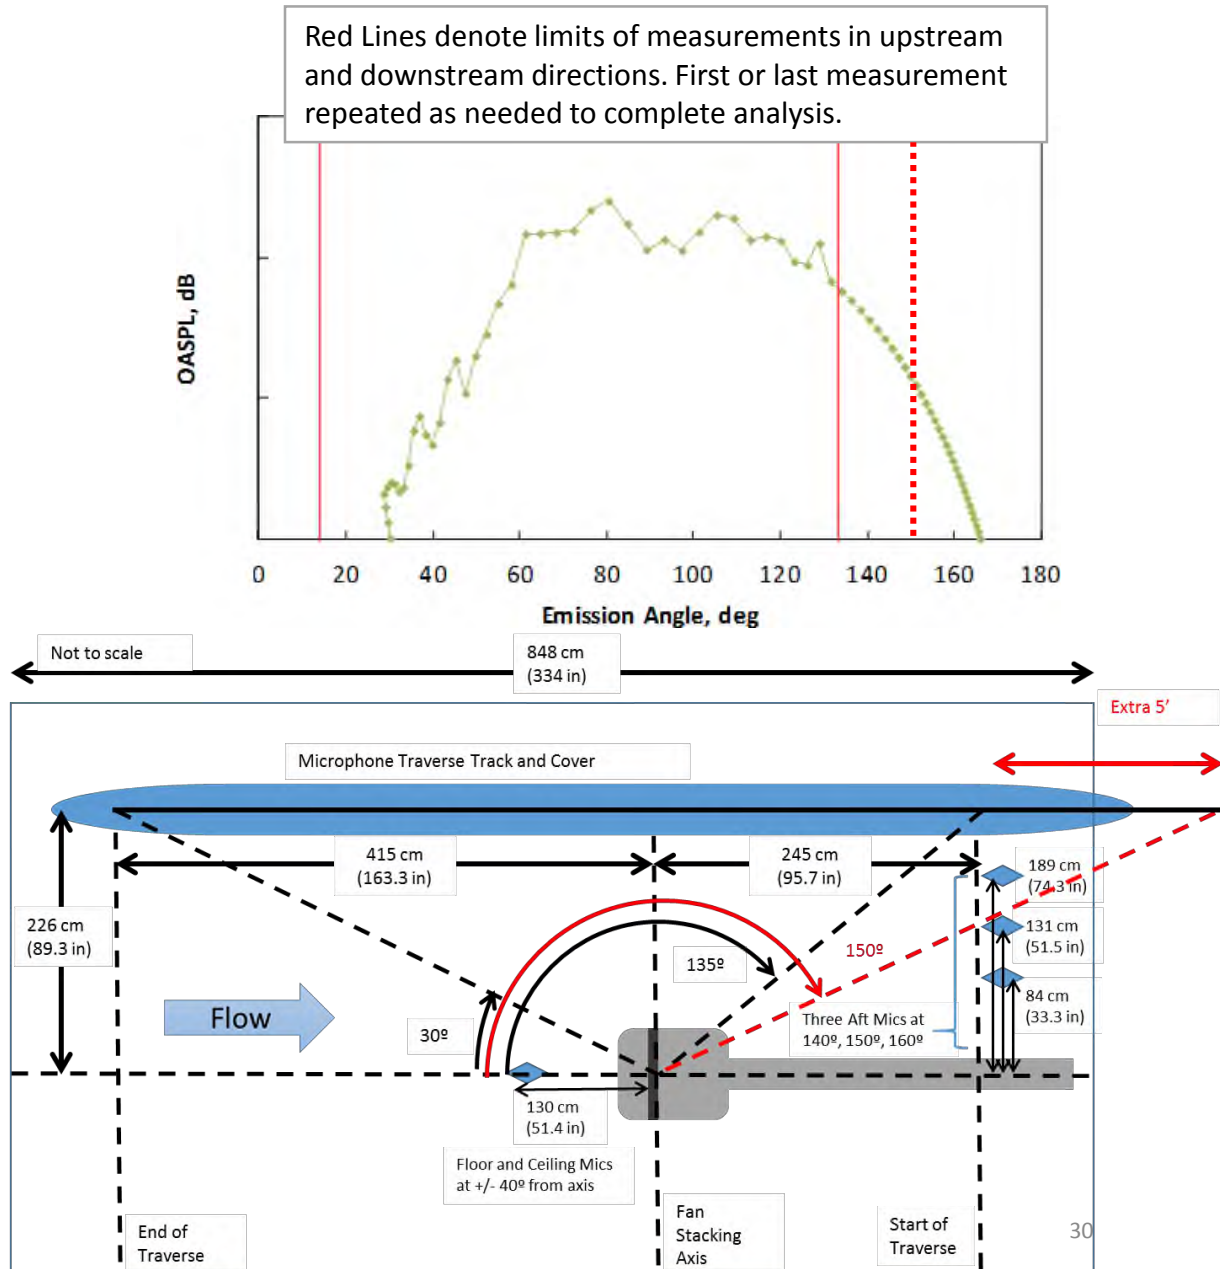 Red Lines denote limits of measurements in upstream
and downstream directions. First or last measurement
repeated as needed to complete analysis.
OASPL, dB
0 20 40 60 80 100 120 140 160 180
Emission Angle, deg
Not to scale
848 cm
(334 in)
Extra 5'
Microphone Traverse Track and Cover
415 cm
(163.3 in)
245 cm
(95.7 in)
189 cm
(74.3 in)
226 cm
(89.3 in)
131 cm
(51.5 in)
135º
150º
84 cm
(33.3 in)
Flow
30º
Three Aft Mics at
140º, 150º, 160º
130 cm
(51.4 in)
Floor and Ceiling Mics
at +/- 40º from axis
End of
Traverse
Fan
Stacking
Axis
Start of
Traverse
30